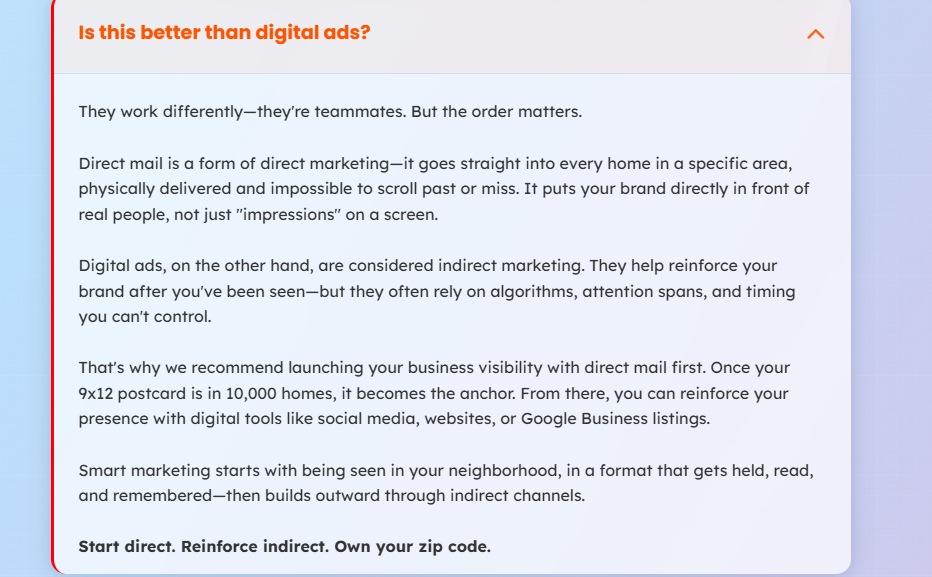 Is this better than digital ads?
They work differently—they're teammates. But the order matters.
Direct mail is a form of direct marketing—it goes straight into every home in a specific area,
physically delivered and impossible to scroll past or miss. It puts your brand directly in front of
real people, not just "impressions" on a screen.
Digital ads, on the other hand, are considered indirect marketing. They help reinforce your
brand after you've been seen—but they often rely on algorithms, attention spans, and timing
you can't control.
That's why we recommend launching your business visibility with direct mail first. Once your
9x12 postcard is in 10,000 homes, it becomes the anchor. From there, you can reinforce your
presence with digital tools like social media, websites, or Google Business listings.
Smart marketing starts with being seen in your neighborhood, in a format that gets held, read,
and remembered—then builds outward through indirect channels.
Start direct. Reinforce indirect. Own your zip code.